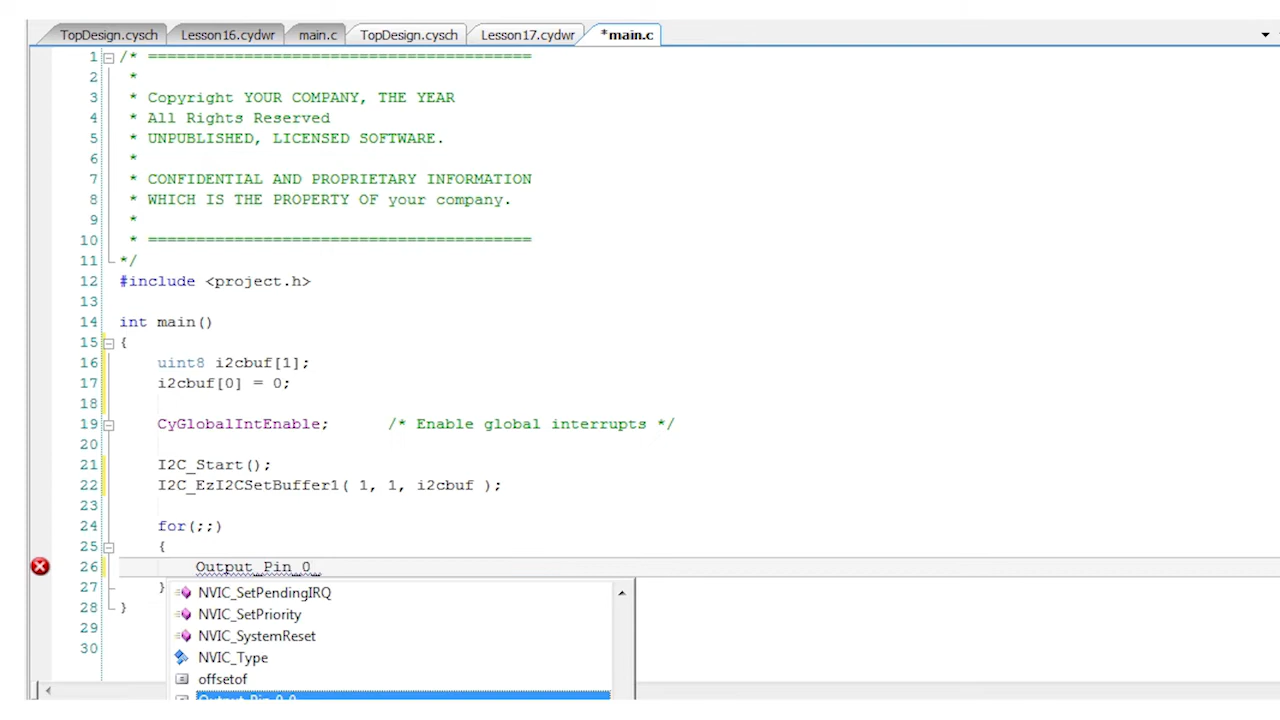 TopDesign.cysch Lesson16.cydwr main.c TopDesign.cysch Lesson17.cydwr *main.c
1 /* ========================================
2 *
3 * Copyright YOUR COMPANY, THE YEAR
4 * All Rights Reserved
5 * UNPUBLISHED, LICENSED SOFTWARE.
6 *
7 * CONFIDENTIAL AND PROPRIETARY INFORMATION
8 * WHICH IS THE PROPERTY OF your company.
9 *
10 * ========================================
11 */
12 #include <project.h>
13
14 int main()
15 {
16 uint8 i2cbuf[1];
17 i2cbuf[0] = 0;
18
19 CyGlobalIntEnable; /* Enable global interrupts */
20
21 I2C_Start();
22 I2C_EzI2CSetBuffer1( 1, 1, i2cbuf );
23
24 for(;;)
25 {
26 Output_Pin_0_
27 }
28 }
29
30
NVIC_SetPendingIRQ
NVIC_SetPriority
NVIC_SystemReset
NVIC_Type
offsetof
Output_Pin_0_0